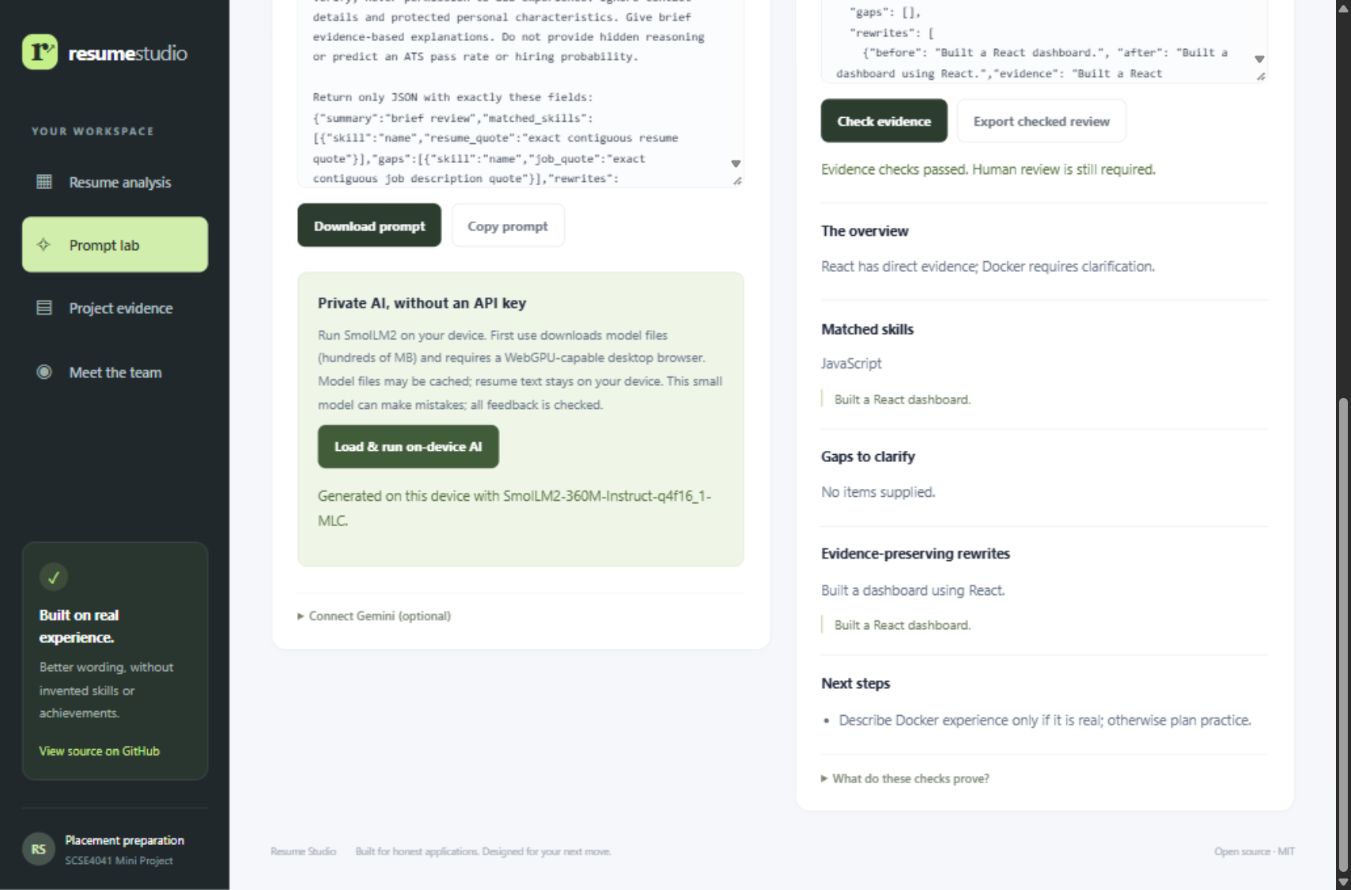 resumestudio
YOUR WORKSPACE
Resume analysis
Prompt lab
Project evidence
Meet the team
Built on real
experience.
Better wording, without
invented skills or
achievements.
View source on GitHub
RS
Placement preparation
SCSE4041 Mini Project
details and protected personal characteristics. Give brief
evidence-based explanations. Do not provide hidden reasoning
or predict an ATS pass rate or hiring probability.
Return only JSON with exactly these fields:
{"summary":"brief review","matched_skills":
[{"skill":"name","resume_quote":"exact contiguous resume
quote"}],"gaps":[{"skill":"name","job_quote":"exact
contiguous job description quote"}],"rewrites":
Download prompt
Copy prompt
Private AI, without an API key
Run SmolLM2 on your device. First use downloads model files
(hundreds of MB) and requires a WebGPU-capable desktop browser.
Model files may be cached; resume text stays on your device. This small
model can make mistakes; all feedback is checked.
Load & run on-device AI
Generated on this device with SmolLM2-360M-Instruct-q4f16_1-
MLC.
Connect Gemini (optional)
"gaps": [],
"rewrites": [
{"before": "Built a React dashboard.", "after": "Built a
dashboard using React.","evidence": "Built a React
Check evidence
Export checked review
Evidence checks passed. Human review is still required.
The overview
React has direct evidence; Docker requires clarification.
Matched skills
JavaScript
Built a React dashboard.
Gaps to clarify
No items supplied.
Evidence-preserving rewrites
Built a dashboard using React.
Built a React dashboard.
Next steps
• Describe Docker experience only if it is real; otherwise plan practice.
What do these checks prove?
Resume Studio
Built for honest applications. Designed for your next move.
Open source · MIT